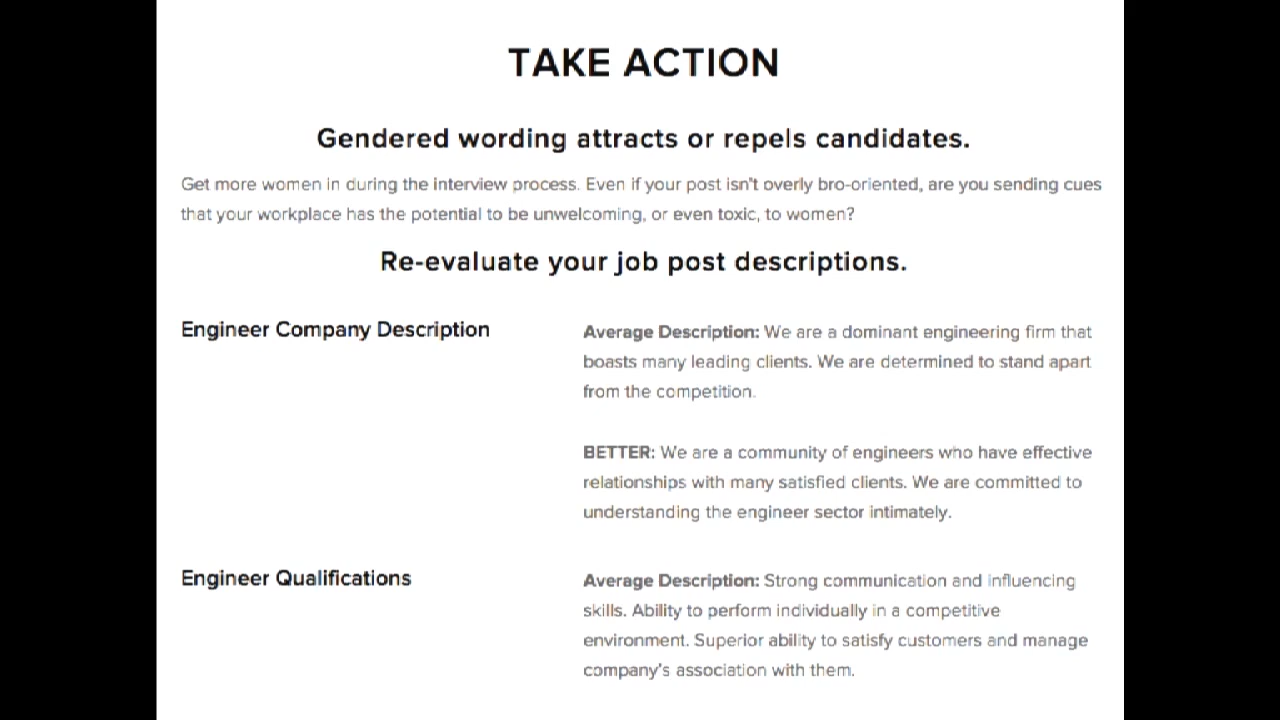 TAKE ACTION
Gendered wording attracts or repels candidates.
Get more women in during the interview process. Even if your post isn't overly bro-oriented, are you sending cues
that your workplace has the potential to be unwelcoming, or even toxic, to women?
Re-evaluate your job post descriptions.
Engineer Company Description
Average Description: We are a dominant engineering firm that
boasts many leading clients. We are determined to stand apart
from the competition.
BETTER: We are a community of engineers who have effective
relationships with many satisfied clients. We are committed to
understanding the engineer sector intimately.
Engineer Qualifications
Average Description: Strong communication and influencing
skills. Ability to perform individually in a competitive
environment. Superior ability to satisfy customers and manage
company's association with them.